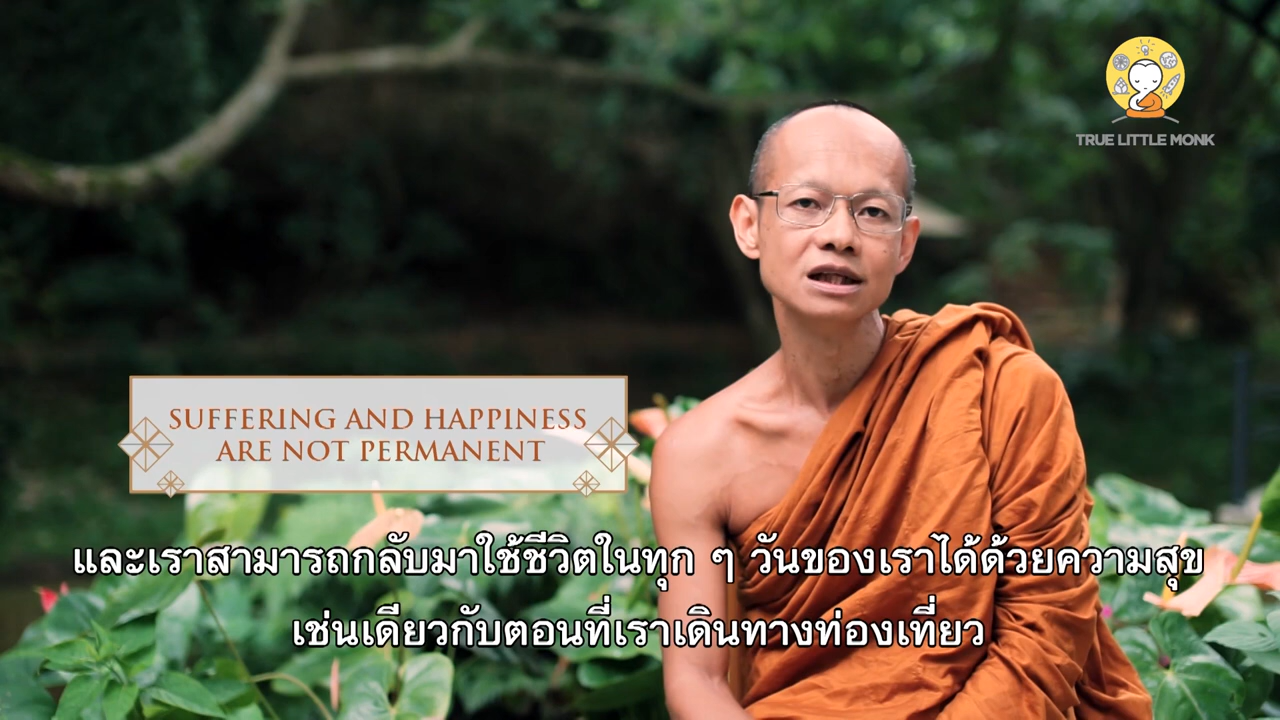 TRUE LITTLE MONK
SUFFERING AND HAPPINESS
ARE NOT PERMANENT
และเราสามารถกลับมาใช้ชีวิตในทุก ๆ วันของเราได้ด้วยความสุข
เช่นเดียวกับตอนที่เราเดินทางท่องเที่ยว